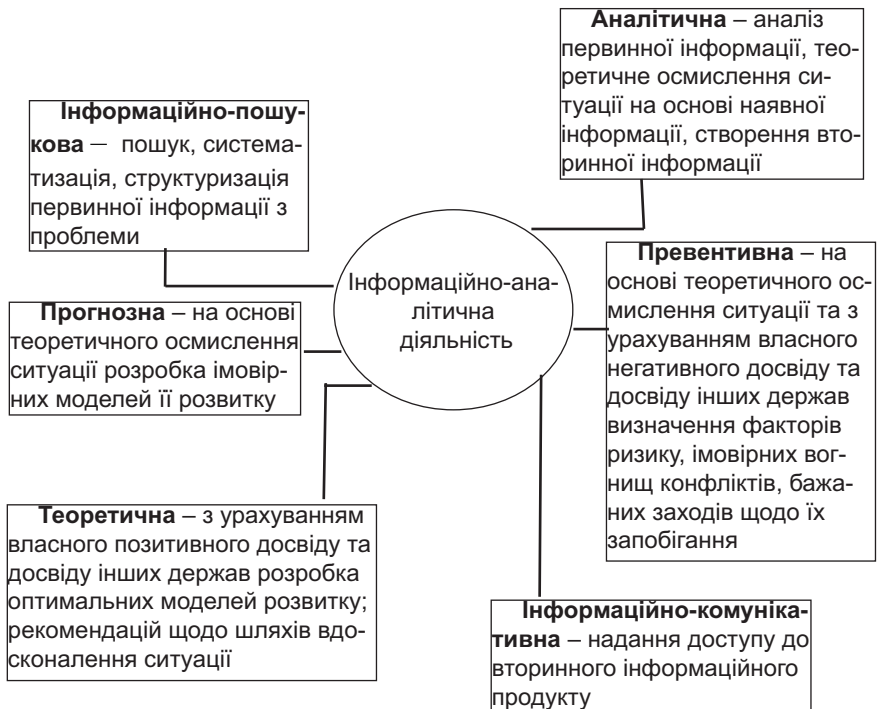 Аналітична – аналіз
первинної інформації, тео-
ретичне осмислення си-
туації на основі наявної
інформації, створення вто-
ринної інформації
Інформаційно-пошу-
кова – пошук, система-
тизація, структуризація
первинної інформації з
проблеми
Інформаційно-ана-
літична
діяльність
Превентивна – на
основі теоретичного ос-
мислення ситуації та з
урахуванням власного
негативного досвіду та
досвіду інших держав
визначення факторів
ризику, імовірних вог-
нищ конфліктів, бажа-
них заходів щодо їх
запобігання
Прогнозна – на основі
теоретичного осмислення
ситуації розробка імовір-
них моделей її розвитку
Теоретична – з урахуванням
власного позитивного досвіду та
досвіду інших держав розробка
оптимальних моделей розвитку;
рекомендацій щодо шляхів вдо-
сконалення ситуації
Інформаційно-комуніка-
тивна – надання доступу до
вторинного інформаційного
продукту